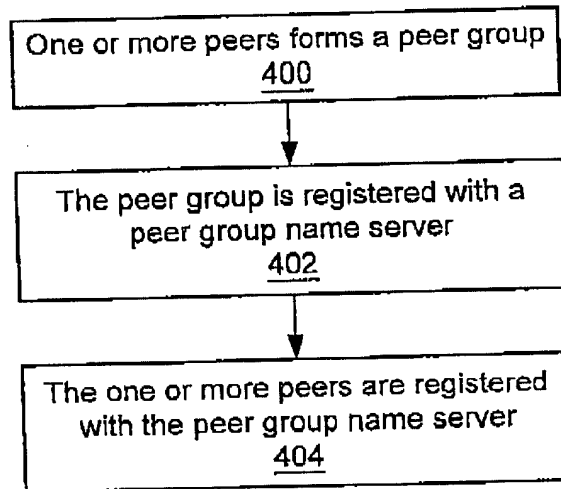 One or more peers forms a peer group
400
The peer group is registered with a
peer group name server
402
The one or more peers are registered
with the peer group name server
404